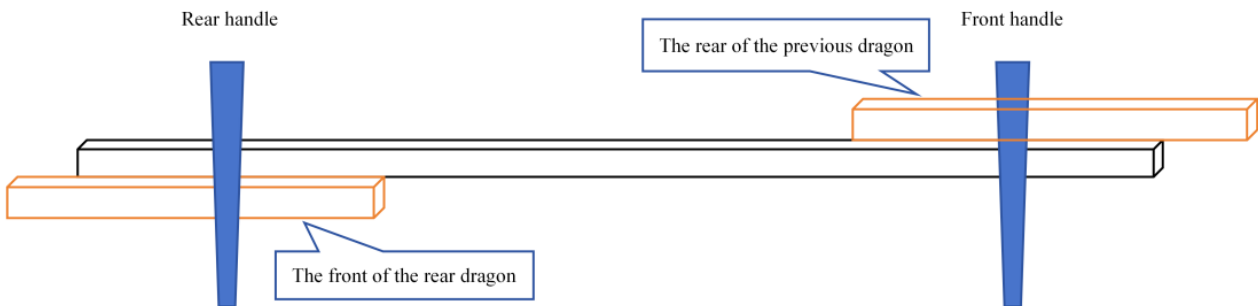 Rear handle
Front handle
The rear of the previous dragon
The front of the rear dragon